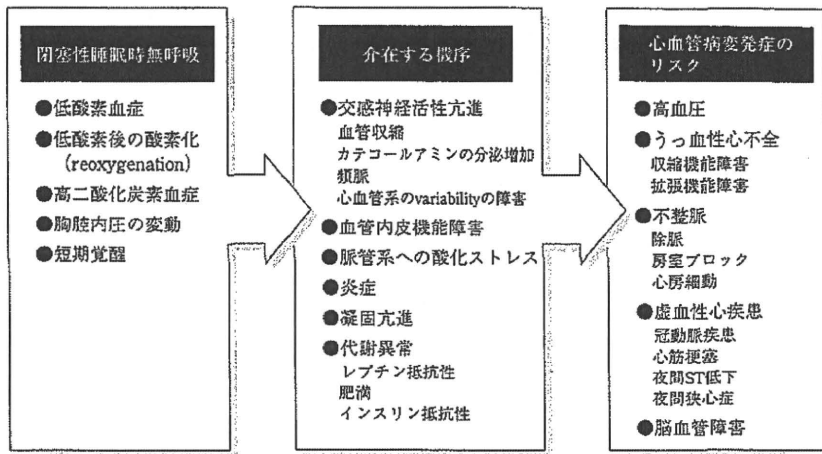 閉塞性睡眠時無呼吸
●低酸素血症
●低酸素後の酸素化
(reoxygenation)
●高二酸化炭素血症
●胸腔内圧の変動
●短期覚醒
介在する機序
●交感神経活性亢進
血管収縮
カテコールアミンの分泌増加
頻脈
心血管系のvariabilityの障害
●血管内皮機能障害
●脈管系への酸化ストレス
●炎症
●凝固亢進
●代謝異常
レプチン抵抗性
肥満
インスリン抵抗性
心血管病変発症の
リスク
●高血圧
●うっ血性心不全
収縮機能障害
拡張機能障害
●不整脈
除脈
房室ブロック
心房細動
●虚血性心疾患
冠動脈疾患
心筋梗塞
夜間ST低下
夜間狭心症
●脳血管障害